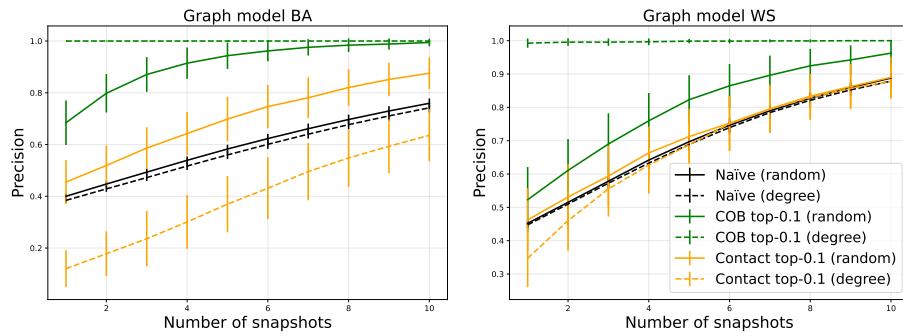 Graph model BA
1.0
0.8
0.6
0.4
0.2
Precision
2
4
6
8
10
Number of snapshots
Graph model WS
1.0
0.9
0.8
0.7
0.6
0.5
0.4
0.3
Precision
2
4
6
8
10
Number of snapshots
Naïve (random)
Naïve (degree)
COB top-0.1 (random)
COB top-0.1 (degree)
Contact top-0.1 (random)
Contact top-0.1 (degree)